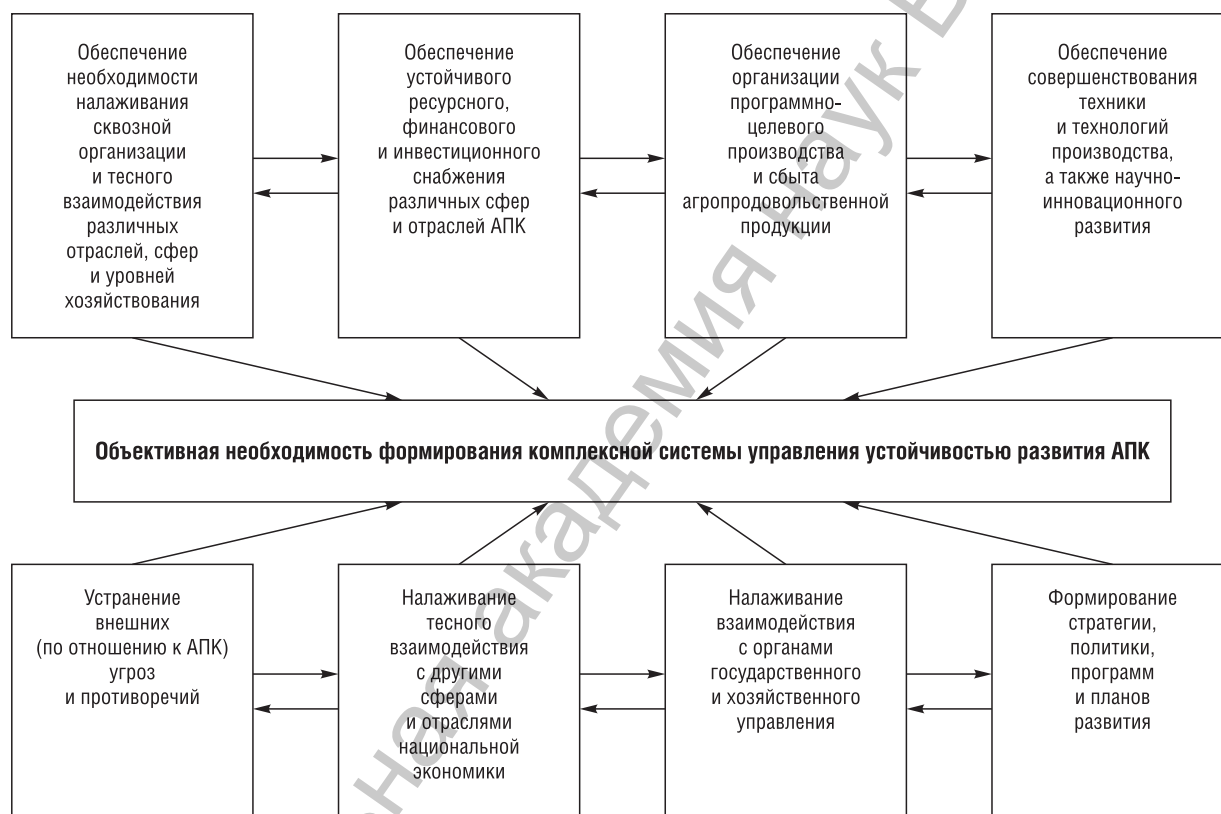 Обеспечение
необходимости
налаживания
сквозной
организации
и тесного
взаимодействия
различных
отраслей, сфер
и уровней
хозяйствования
Обеспечение
устойчивого
ресурсного,
финансового
и инвестиционного
снабжения
различных сфер
и отраслей АПК
Обеспечение
организации
программно-
целевого
производства
и сбыта
агропродовольственной
продукции
Обеспечение
совершенствования
техники
и технологий
производства,
а также научно-
инновационного
развития
Объективная необходимость формирования комплексной системы управления устойчивостью развития АПК
Устранение
внешних
(по отношению к АПК)
угроз
и противоречий
Налаживание
тесного
взаимодействия
с другими
сферами
и отраслями
национальной
экономики
Налаживание
взаимодействия
с органами
государственного
и хозяйственного
управления
Формирование
стратегии,
политики,
программ
и планов
развития
академия наук